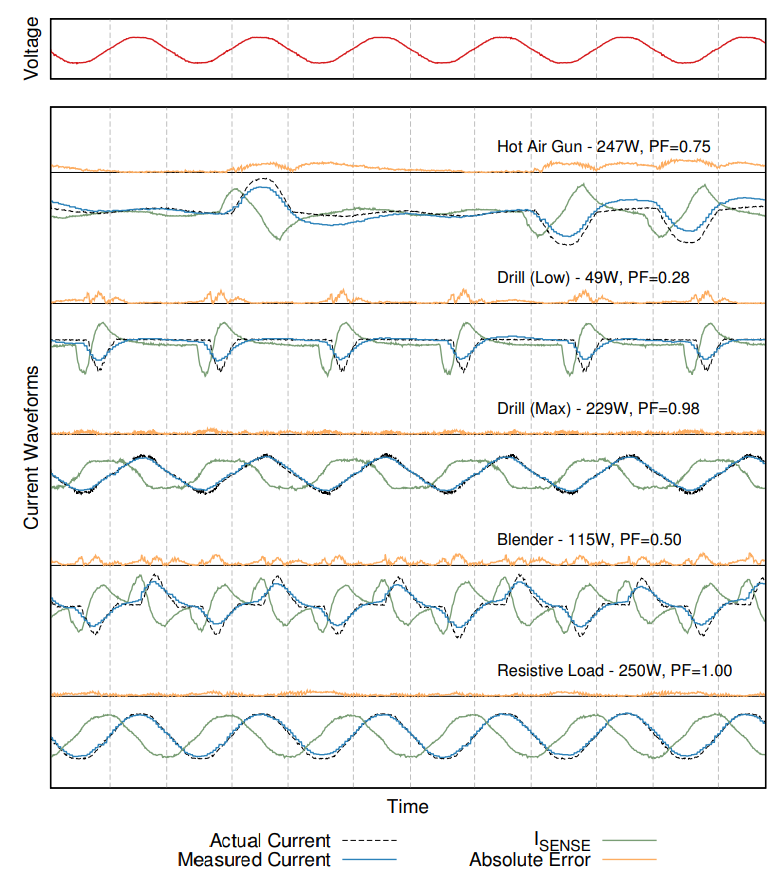 Voltage
Current Waveforms
Hot Air Gun - 247W, PF=0.75
Drill (Low) - 49W, PF=0.28
Drill (Max) - 229W, PF=0.98
Blender - 115W, PF=0.50
Resistive Load - 250W, PF=1.00
Time
Actual Current
I_SENSE
Measured Current
Absolute Error